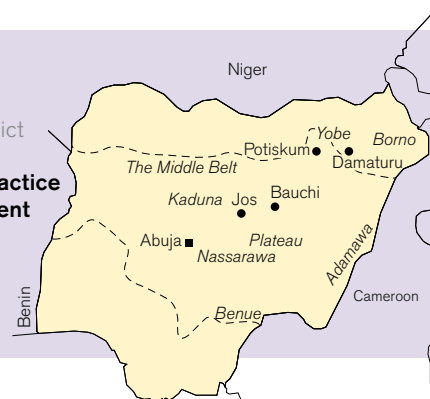 Niger
ict
Yobe
Borno
Potiskum
Damaturu
The Middle Belt
actice
ent
Kaduna
Jos
Bauchi
Abuja
Plateau
Nassarawa
Adamawa
Benin
Cameroon
Benue